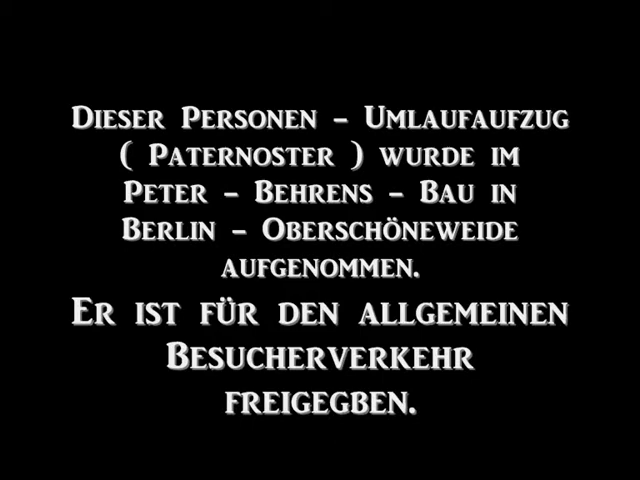 Dieser Personen - Umlaufaufzug
( Paternoster ) wurde im
Peter - Behrens - Bau in
Berlin - Oberschöneweide
aufgenommen.
Er ist für den allgemeinen
Besucherverkehr
freigegben.